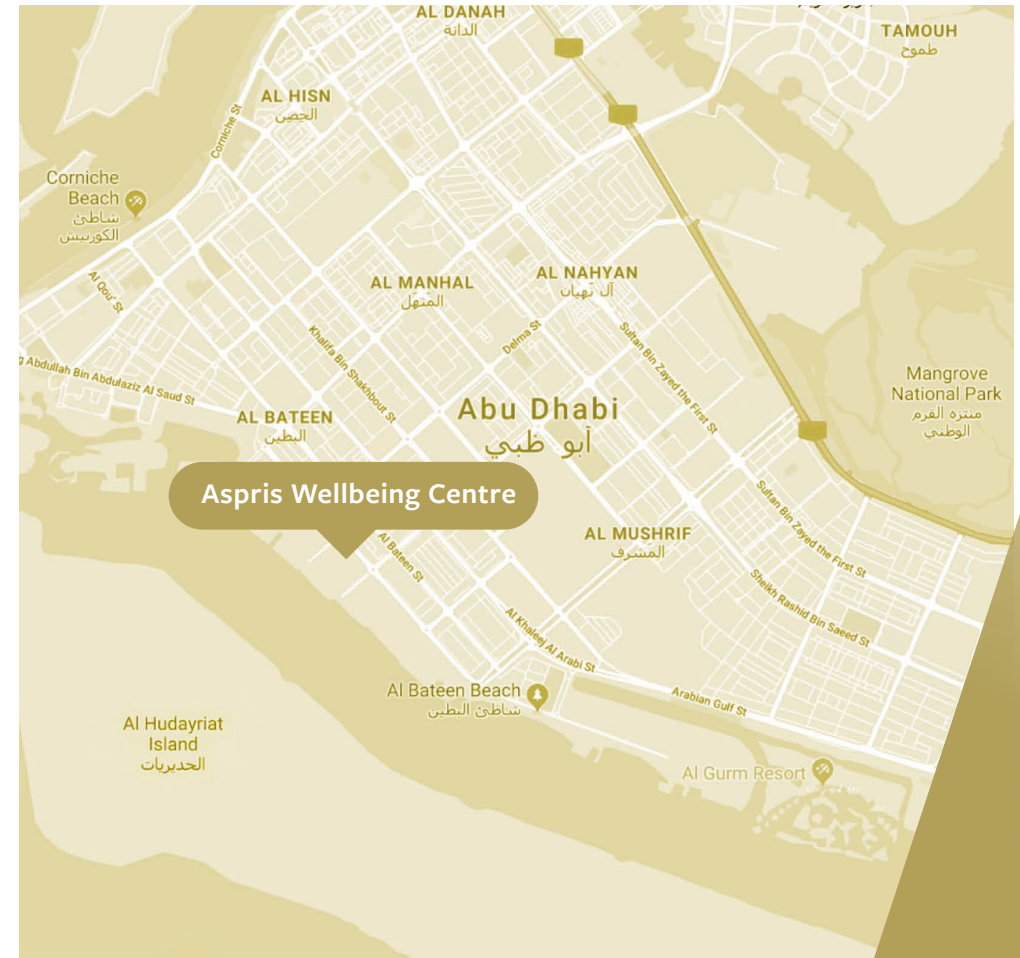 AL DANAH
الدانة
TAMOUH
طموح
AL HISN
الحصن
Corniche St
Corniche
Beach
شاطئ
الكورنيش
AL MANHAL
المَنهَل
AL NAHYAN
آل نهيان
Al Qou' St
Khalifa Bin Shakhbout St
Delma St
Sultan Bin Zayed the First St
Abdullah Bin Abdulaziz Al Saud St
Mangrove
National Park
منتزه القرم
الوطني
AL BATEEN
البطين
Abu Dhabi
أبو ظبي
Aspris Wellbeing Centre
Sultan Bin Zayed the First St
AL MUSHRIF
المشرف
Al Bateen St
Sheikh Rashid Bin Saeed St
Al Khaleej Al Arabi St
Al Bateen Beach
شاطئ البطين
Arabian Gulf St
Al Hudayriat
Island
الحديريات
Al Gurm Resort